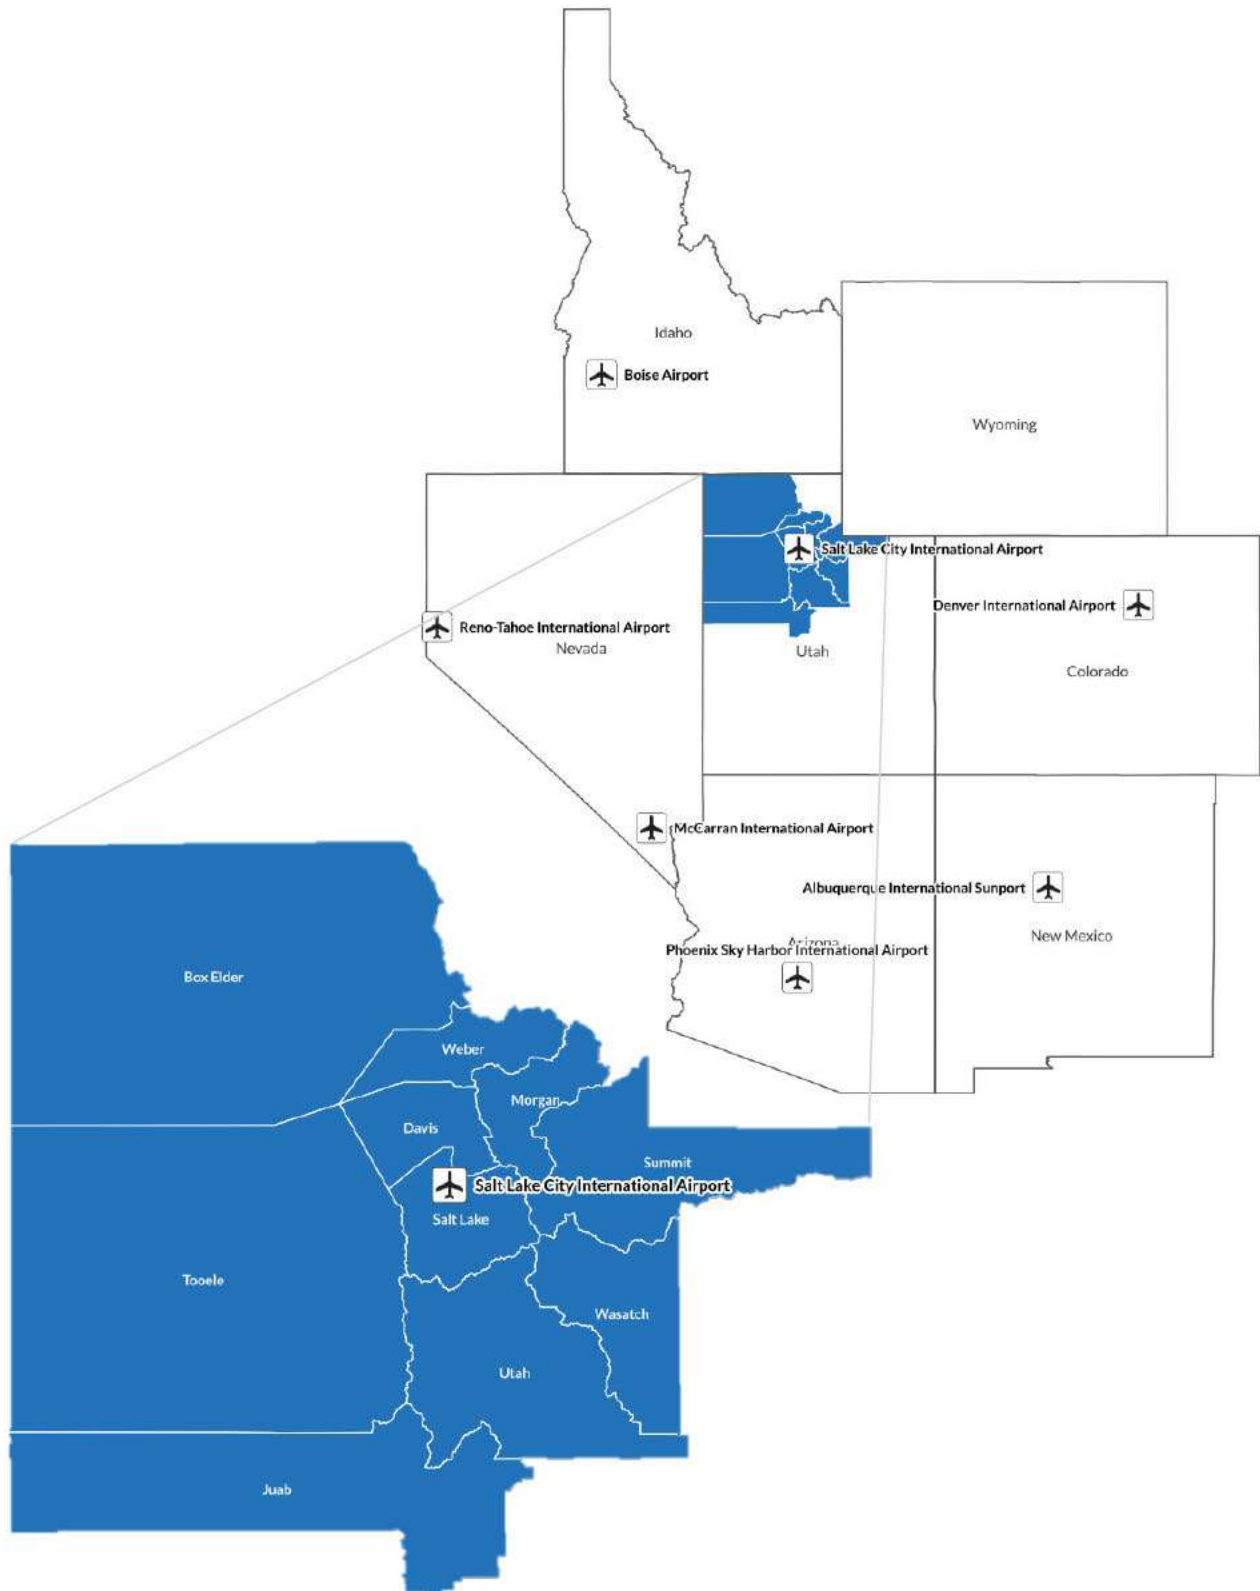 Idaho
Boise Airport
Wyoming
Salt Lake City International Airport
Denver International Airport
Reno-Tahoe International Airport
Nevada
Utah
Colorado
McCarran International Airport
Albuquerque International Sunport
Arizona
New Mexico
Phoenix Sky Harbor International Airport
Box Elder
Weber
Morgan
Davis
Summit
Salt Lake City International Airport
Salt Lake
Tooele
Wasatch
Utah
Juab